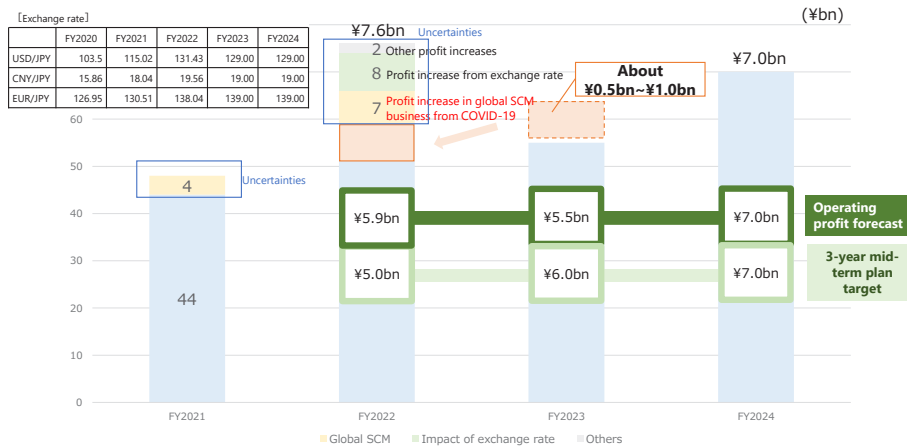 ［Exchange rate］
FY2020 FY2021 FY2022 FY2023 FY2024
USD/JPY 103.5 115.02 131.43 129.00 129.00
CNY/JPY 15.86 18.04 19.56 19.00 19.00
EUR/JPY 126.95 130.51 138.04 139.00 139.00
(¥bn)
¥7.6bn
Uncertainties
2 Other profit increases
8 Profit increase from exchange rate
7 Profit increase in global SCM
business from COVID-19
About
¥0.5bn~¥1.0bn
¥7.0bn
60
50
40
30
20
10
0
4
Uncertainties
44
¥5.9bn
¥5.5bn
¥7.0bn
Operating
profit forecast
¥5.0bn
¥6.0bn
¥7.0bn
3-year mid-
term plan
target
FY2021
FY2022
FY2023
FY2024
Global SCM
Impact of exchange rate
Others